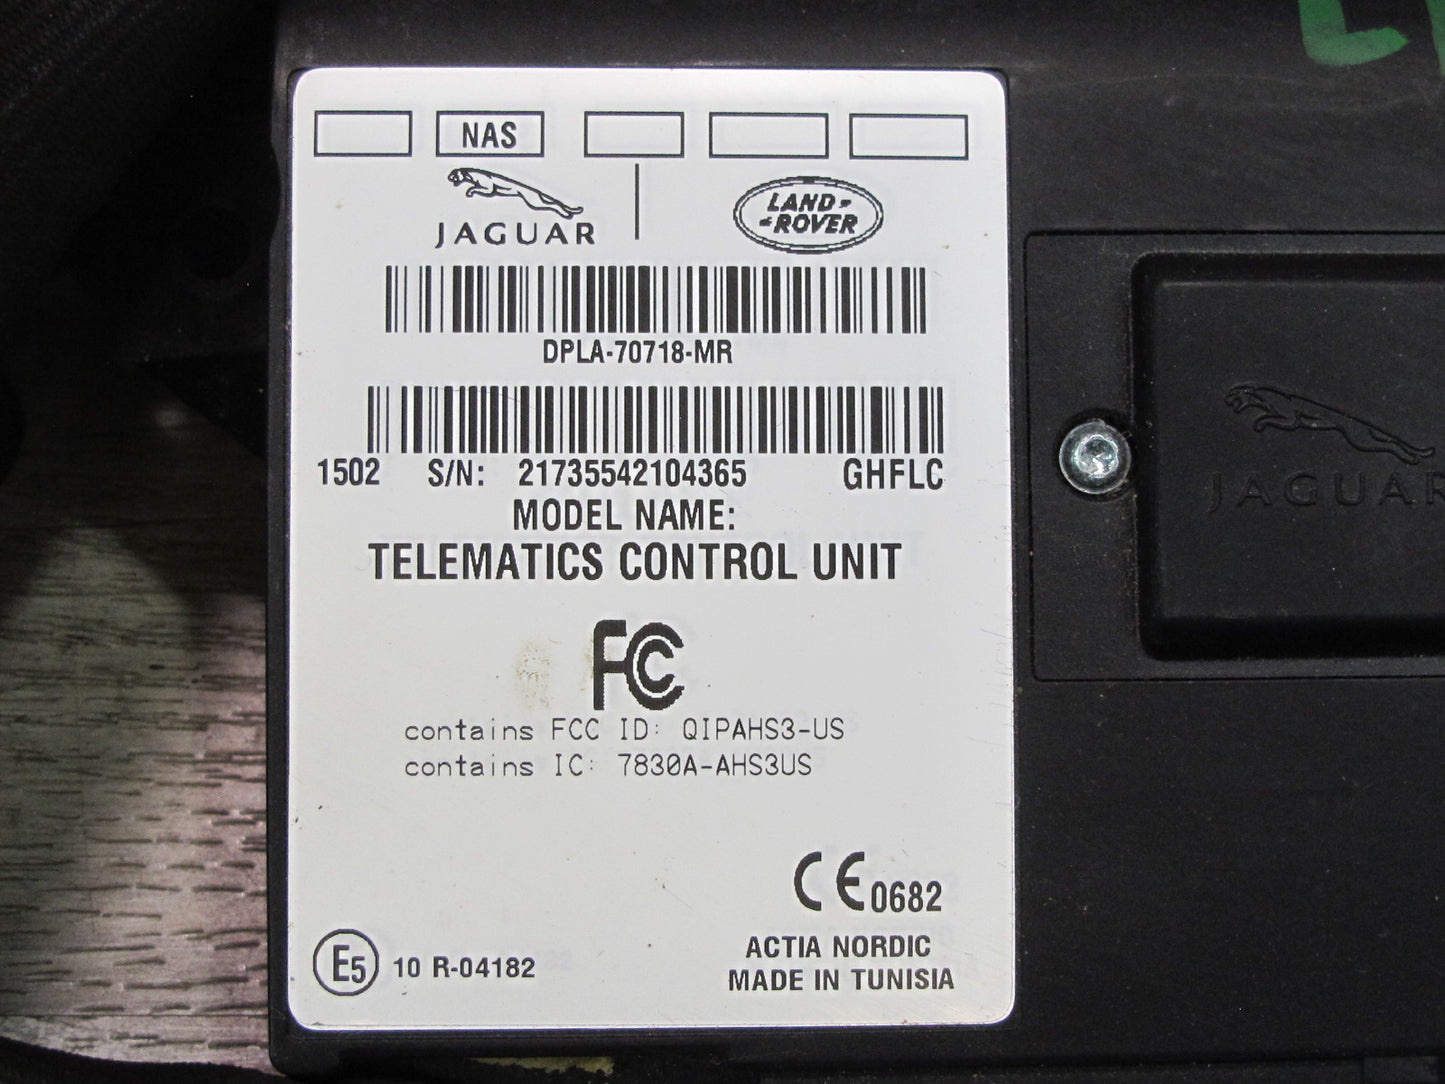 NAS
JAGUAR
LAND-
-ROVER
DPLA-70718-MR
1502 S/N: 21735542104365 GHFLC
MODEL NAME:
TELEMATICS CONTROL UNIT
FC
contains FCC ID: QIPAHS3-US
contains IC: 7830A-AHS3US
CE 0682
E5 10 R-04182
ACTIA NORDIC
MADE IN TUNISIA
JAGUAR